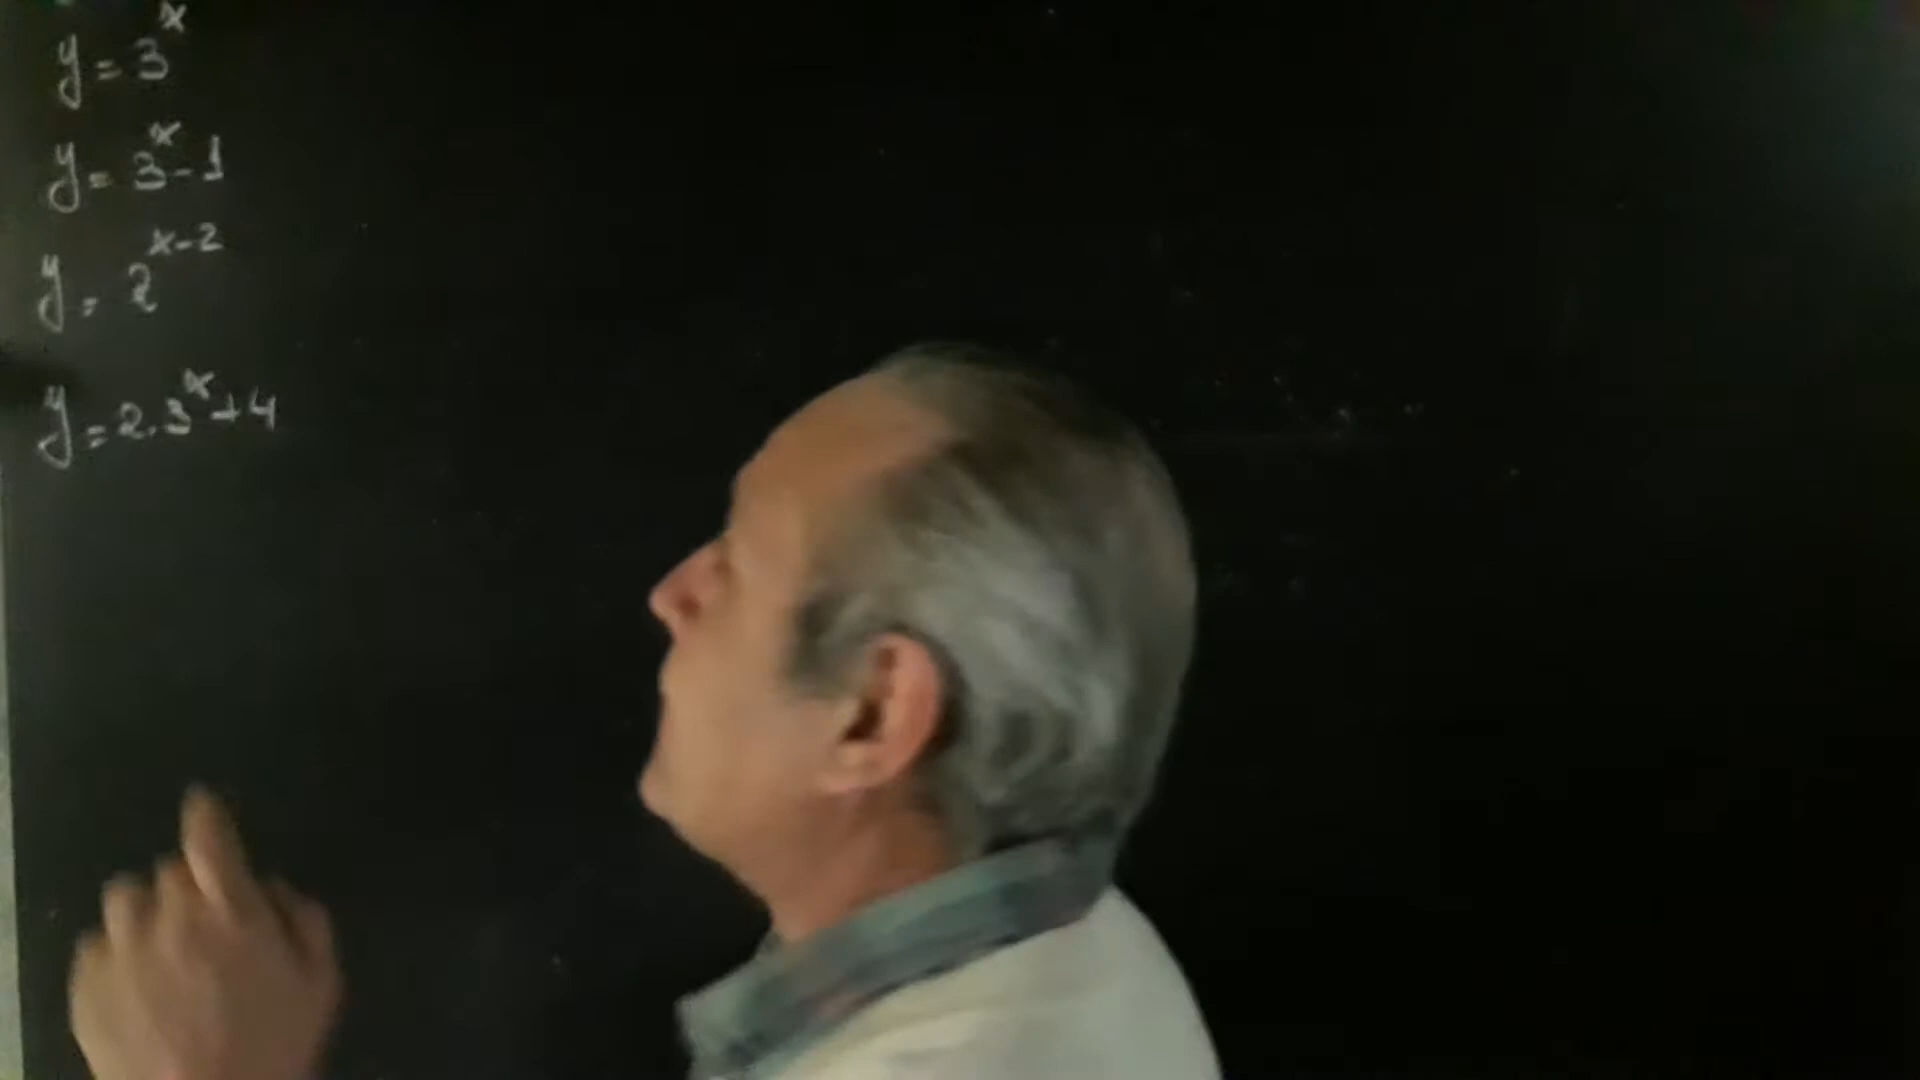 y = 3^x
y = 3^x - 1
y = 2^{x-2}
y = 2.3^x + 4